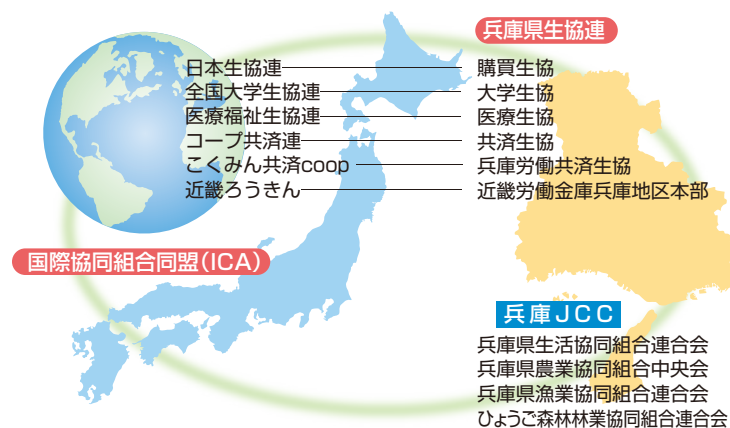 兵庫県生協連
日本生協連 購買生協
全国大学生協連 大学生協
医療福祉生協連 医療生協
コープ共済連 共済生協
こくみん共済coop 兵庫労働共済生協
近畿ろうきん 近畿労働金庫兵庫地区本部
国際協同組合同盟(ICA)
兵庫JCC
兵庫県生活協同組合連合会
兵庫県農業協同組合中央会
兵庫県漁業協同組合連合会
ひょうご森林林業協同組合連合会